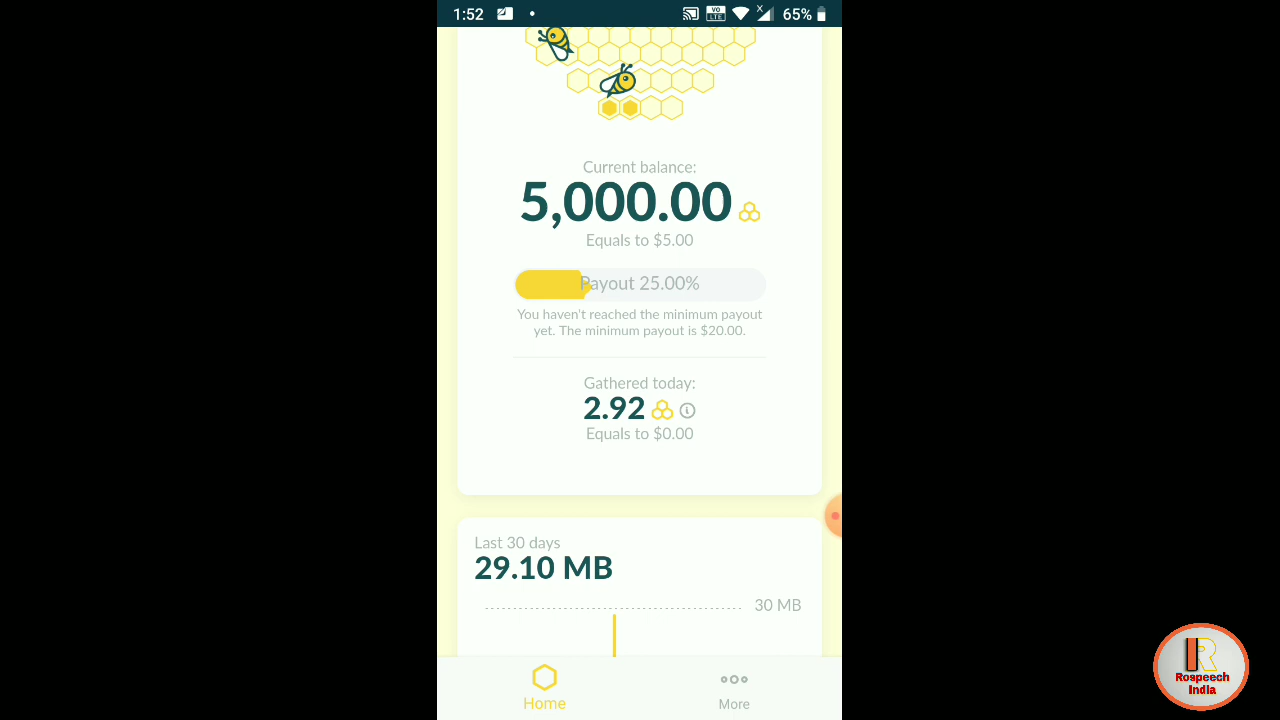 1:52
VO
LTE
X
65%
Current balance:
5,000.00
Equals to $5.00
Payout 25.00%
You haven't reached the minimum payout
yet. The minimum payout is $20.00.
Gathered today:
2.92
Equals to $0.00
Last 30 days
29.10 MB
30 MB
Home
More
R
Rospeech
India